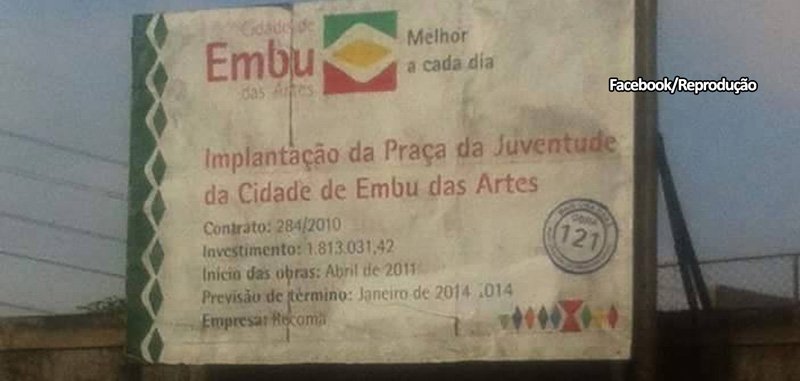 Cidade de
Embu
das Artes
Melhor
a cada dia
Facebook/Reprodução
Implantação da Praça da Juventude
da Cidade de Embu das Artes
Contrato: 284/2010
Investimento: 1.813.031,42
Início das obras: Abril de 2011
Previsão de término: Janeiro de 2014 .014
Empresa: Recoma
OBRA
121